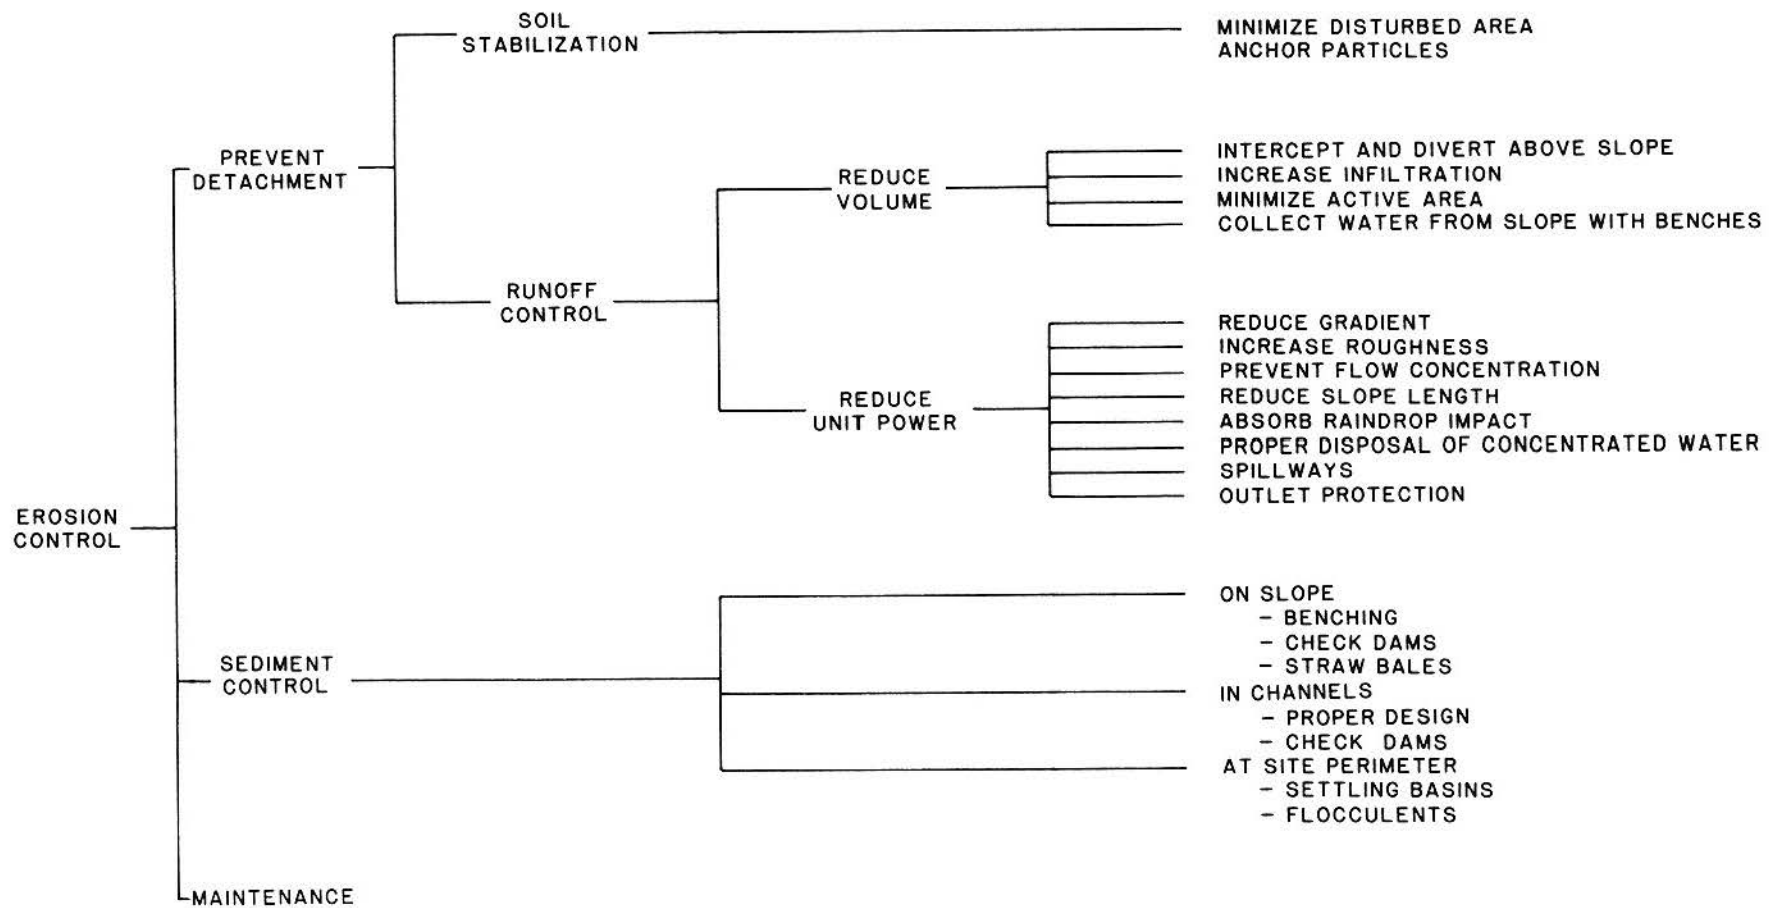 SOIL
STABILIZATION
MINIMIZE DISTURBED AREA
ANCHOR PARTICLES
PREVENT
DETACHMENT
REDUCE
VOLUME
INTERCEPT AND DIVERT ABOVE SLOPE
INCREASE INFILTRATION
MINIMIZE ACTIVE AREA
COLLECT WATER FROM SLOPE WITH BENCHES
RUNOFF
CONTROL
REDUCE
UNIT POWER
REDUCE GRADIENT
INCREASE ROUGHNESS
PREVENT FLOW CONCENTRATION
REDUCE SLOPE LENGTH
ABSORB RAINDROP IMPACT
PROPER DISPOSAL OF CONCENTRATED WATER
SPILLWAYS
OUTLET PROTECTION
EROSION
CONTROL
SEDIMENT
CONTROL
ON SLOPE
– BENCHING
– CHECK DAMS
– STRAW BALES
IN CHANNELS
– PROPER DESIGN
– CHECK DAMS
AT SITE PERIMETER
– SETTLING BASINS
– FLOCCULENTS
MAINTENANCE